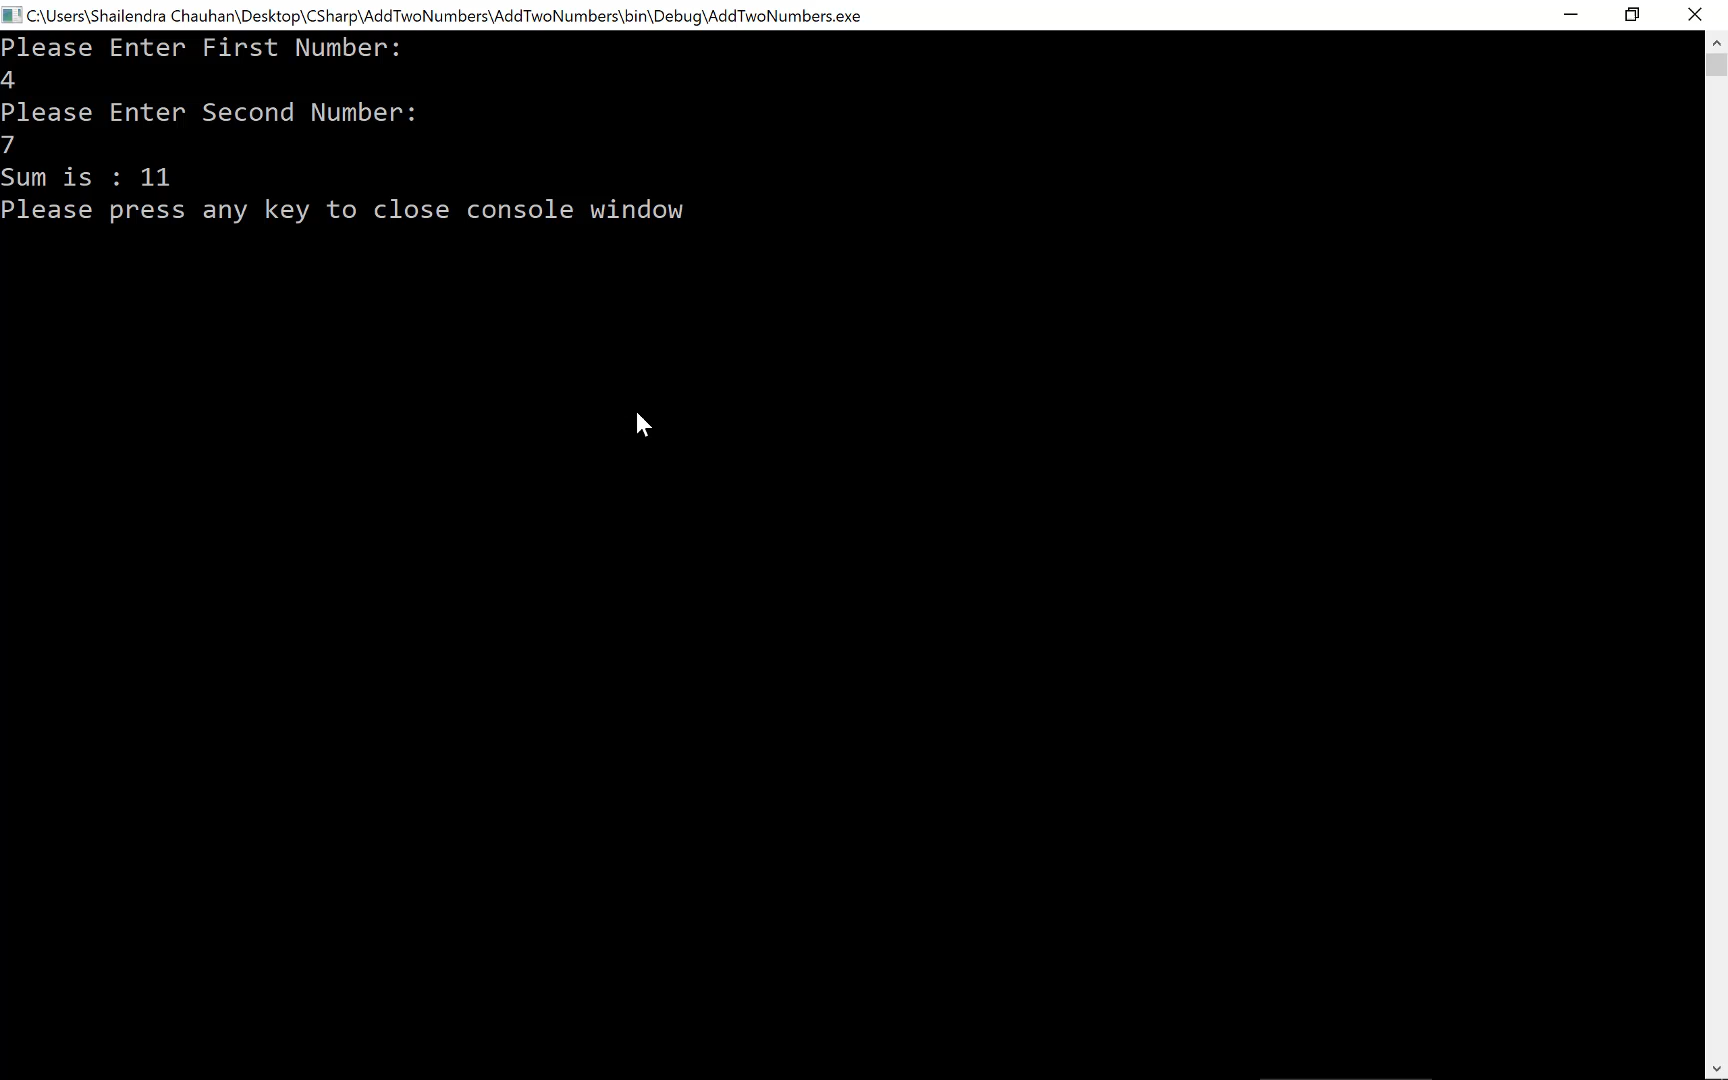 C:\Users\Shailendra Chauhan\Desktop\CSharp\AddTwoNumbers\AddTwoNumbers\bin\Debug\AddTwoNumbers.exe
Please Enter First Number:
4
Please Enter Second Number:
7
Sum is : 11
Please press any key to close console window